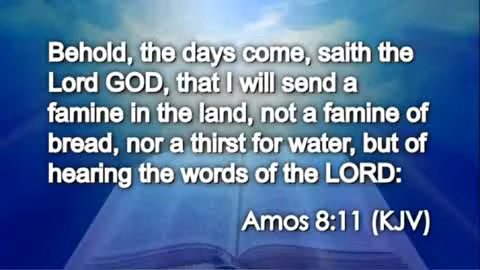 Behold, the days come, saith the
Lord GOD, that I will send a
famine in the land, not a famine of
bread, nor a thirst for water, but of
hearing the words of the LORD:
Amos 8:11 (KJV)